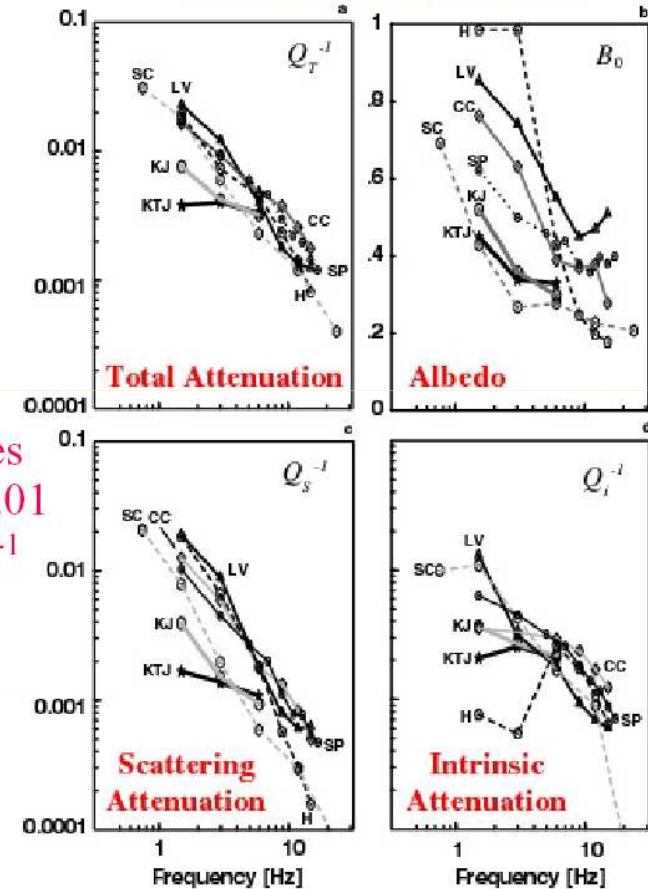 a
0.1
Q_T^-1
SC
LV
0.01
KJ
KTJ
CC
0.001
H
SP
Total Attenuation
0.0001
b
1
H
B_0
LV
.8
CC
SC
SP
.6
KJ
KTJ
.4
.2
Albedo
0
c
0.1
Q_S^-1
SC CC
LV
0.01
KJ
KTJ
0.001
SP
Scattering
Attenuation
H
0.0001
1 10
Frequency [Hz]
d
Q_i^-1
LV
SC
KJ
KTJ
CC
H
SP
Intrinsic
Attenuation
1 10
Frequency [Hz]
es
.01
-1